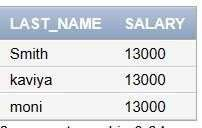 LAST_NAME SALARY
Smith 13000
kaviya 13000
moni 13000